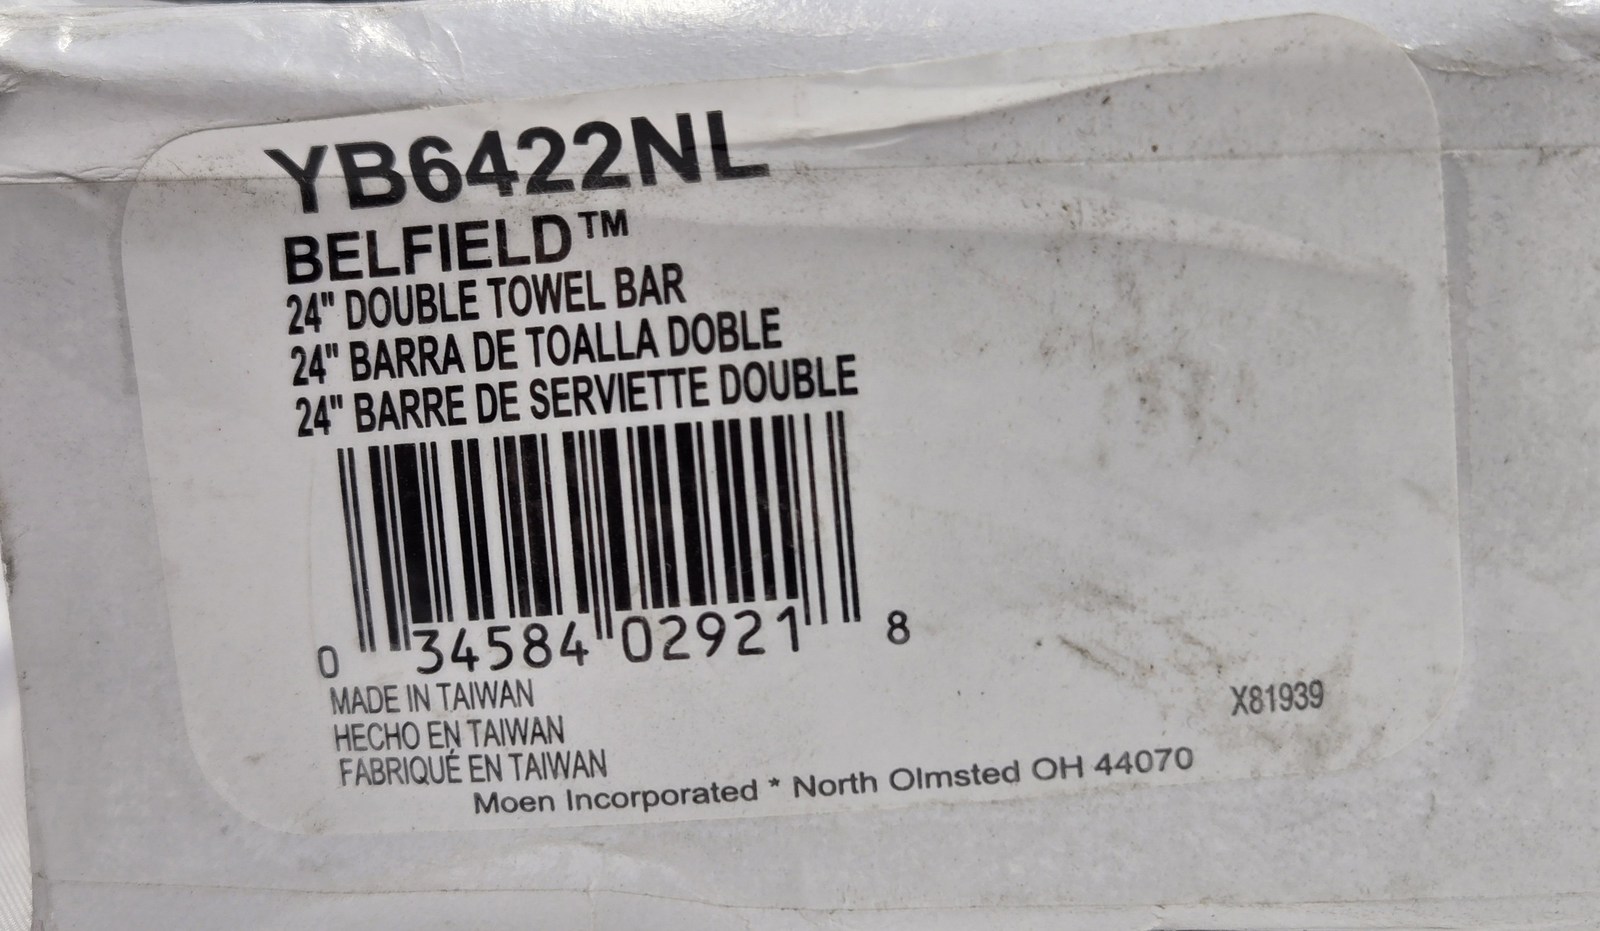 YB6422NL
BELFIELD™
24" DOUBLE TOWEL BAR
24" BARRA DE TOALLA DOBLE
24" BARRE DE SERVIETTE DOUBLE
0 34584 02921 8
MADE IN TAIWAN
HECHO EN TAIWAN
FABRIQUÉ EN TAIWAN
X81939
Moen Incorporated * North Olmsted OH 44070